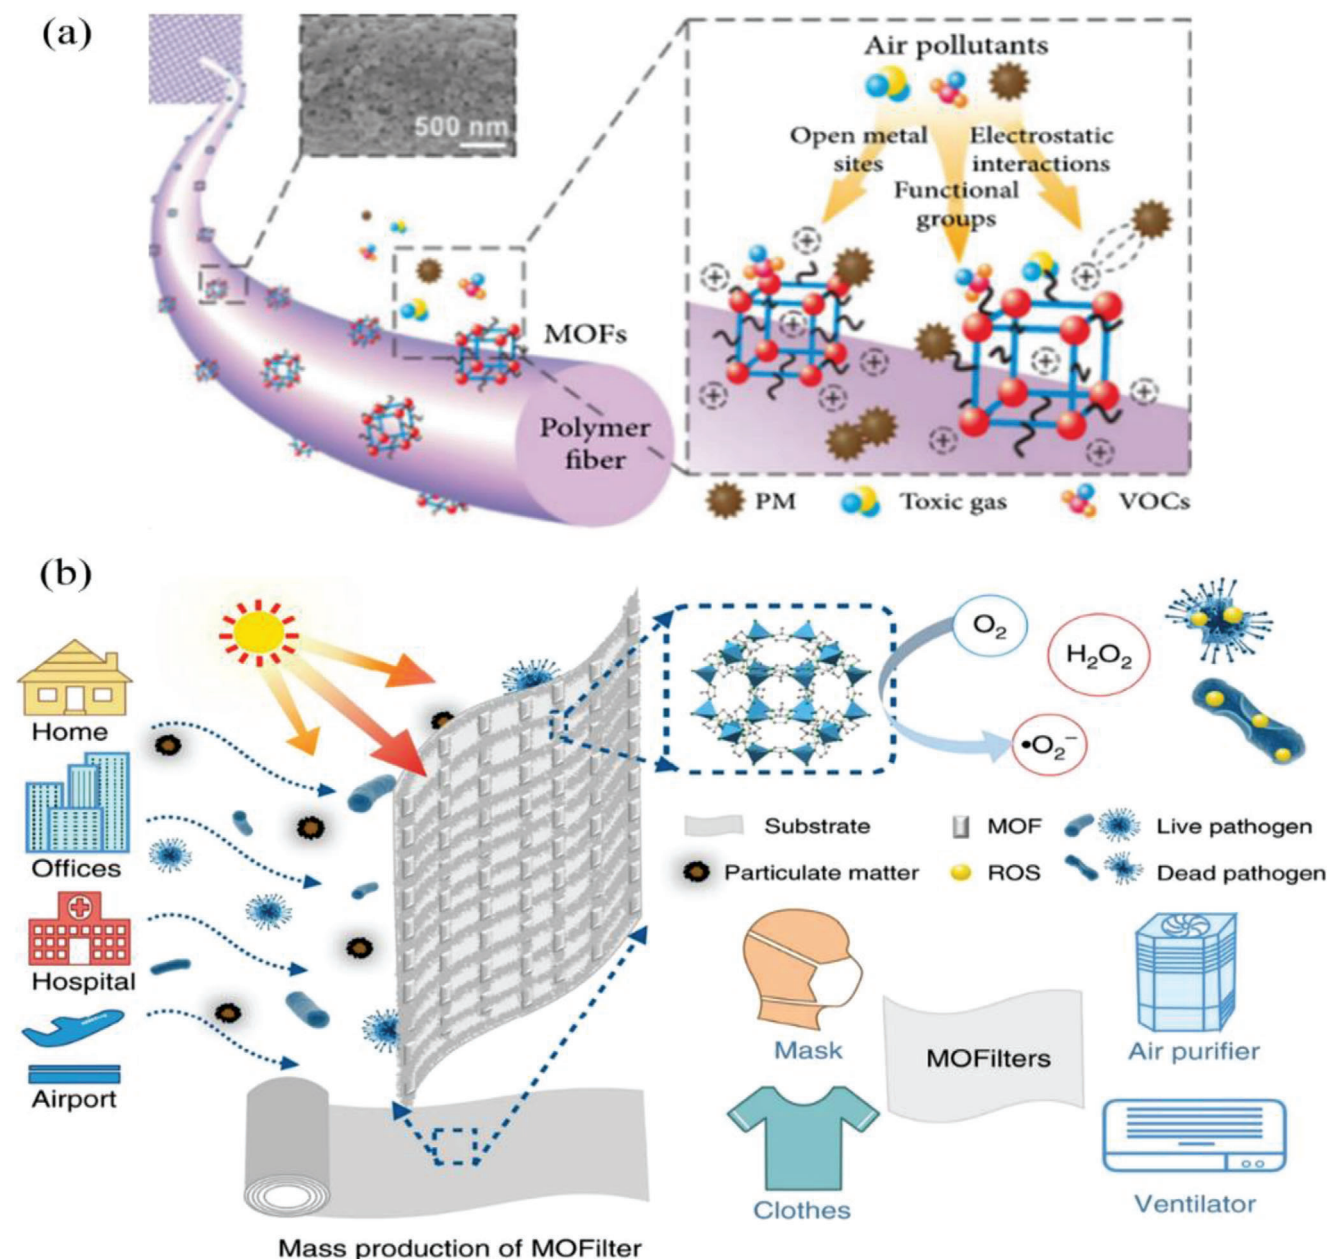 (a)
500 nm
MOFs
Polymer
fiber
Air pollutants
Open metal
sites
Electrostatic
interactions
Functional
groups
PM
Toxic gas
VOCs
(b)
Home
Offices
Hospital
Airport
O₂
H₂O₂
•O₂⁻
Substrate
MOF
Live pathogen
Particulate matter
ROS
Dead pathogen
Mask
MOFilters
Air purifier
Clothes
Ventilator
Mass production of MOFilter